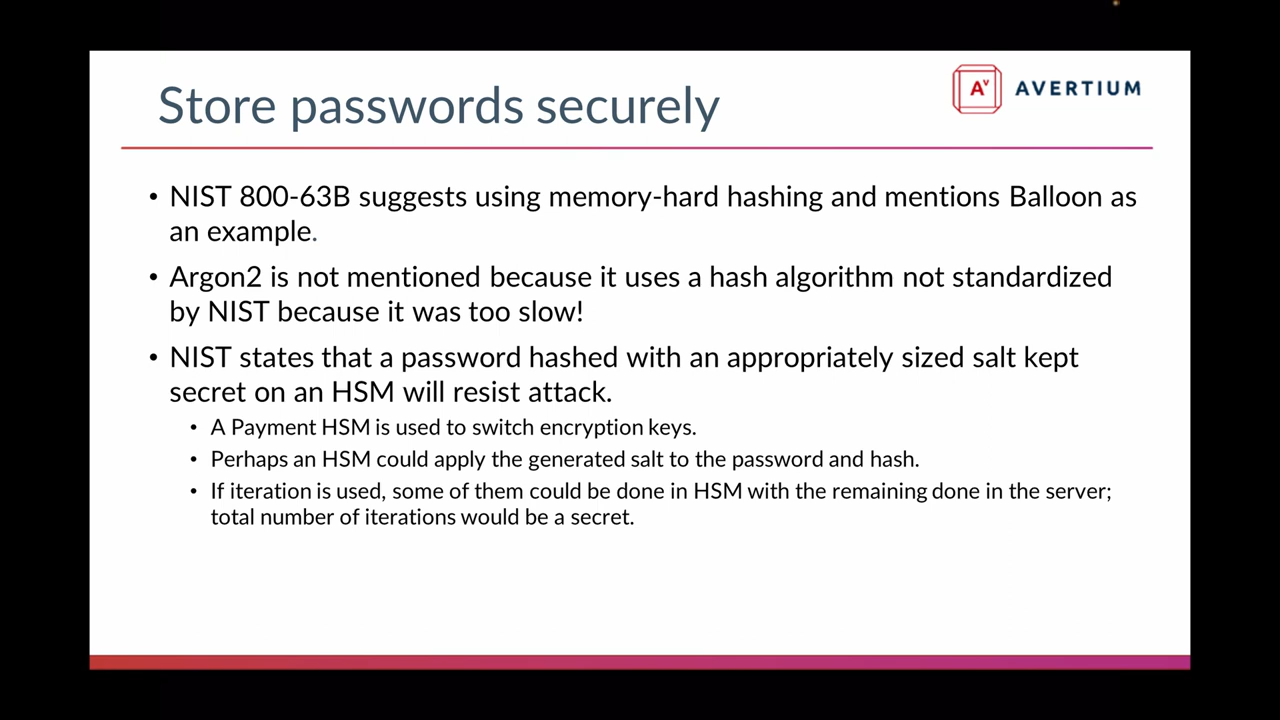 Store passwords securely
Av AVERTIUM
• NIST 800-63B suggests using memory-hard hashing and mentions Balloon as
an example.
• Argon2 is not mentioned because it uses a hash algorithm not standardized
by NIST because it was too slow!
• NIST states that a password hashed with an appropriately sized salt kept
secret on an HSM will resist attack.
• A Payment HSM is used to switch encryption keys.
• Perhaps an HSM could apply the generated salt to the password and hash.
• If iteration is used, some of them could be done in HSM with the remaining done in the server;
total number of iterations would be a secret.